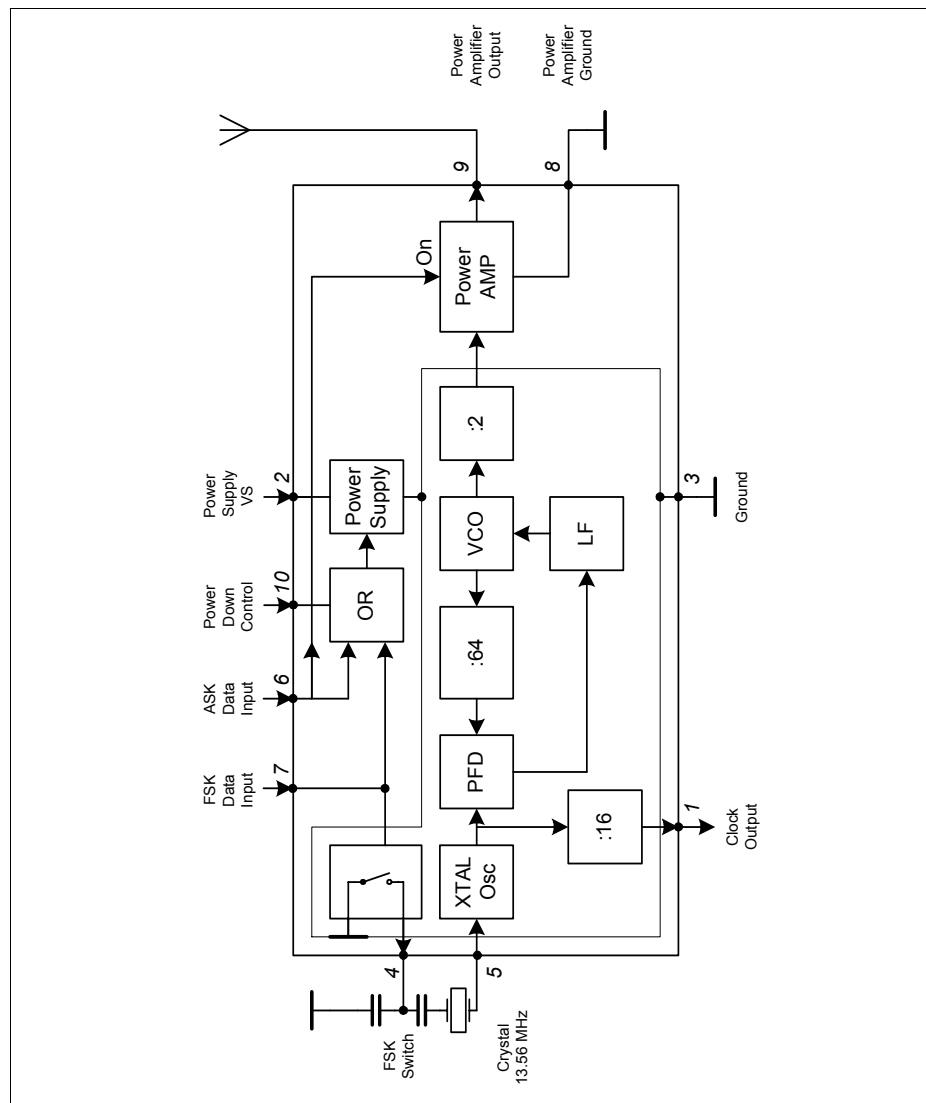 Power
Amplifier
Output
Power
Amplifier
Ground
9
8
On
Power
AMP
Power
Supply
VS
2
Power
Supply
:2
3
Ground
Power
Down
Control
10
OR
VCO
LF
ASK
Data
Input
6
:64
FSK
Data
Input
7
PFD
:16
1
Clock
Output
XTAL
Osc
4
5
FSK
Switch
Crystal
13.56 MHz